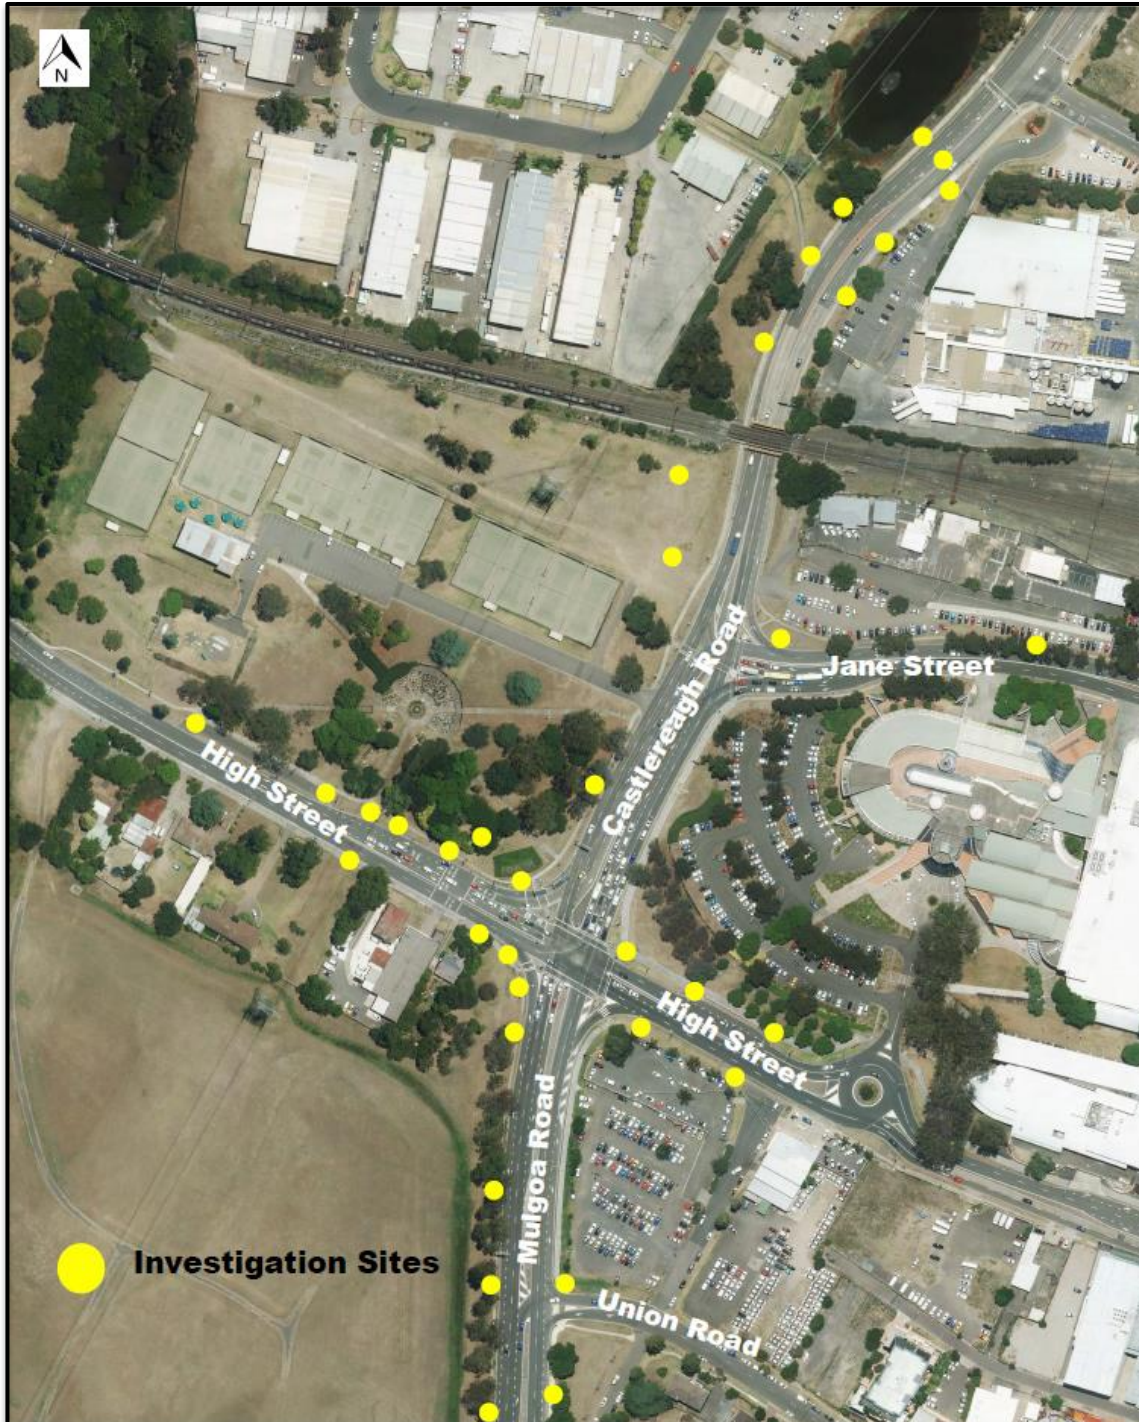 N
Jane Street
Castlereagh Road
High Street
High Street
Mulgoa Road
Investigation Sites
Union Road